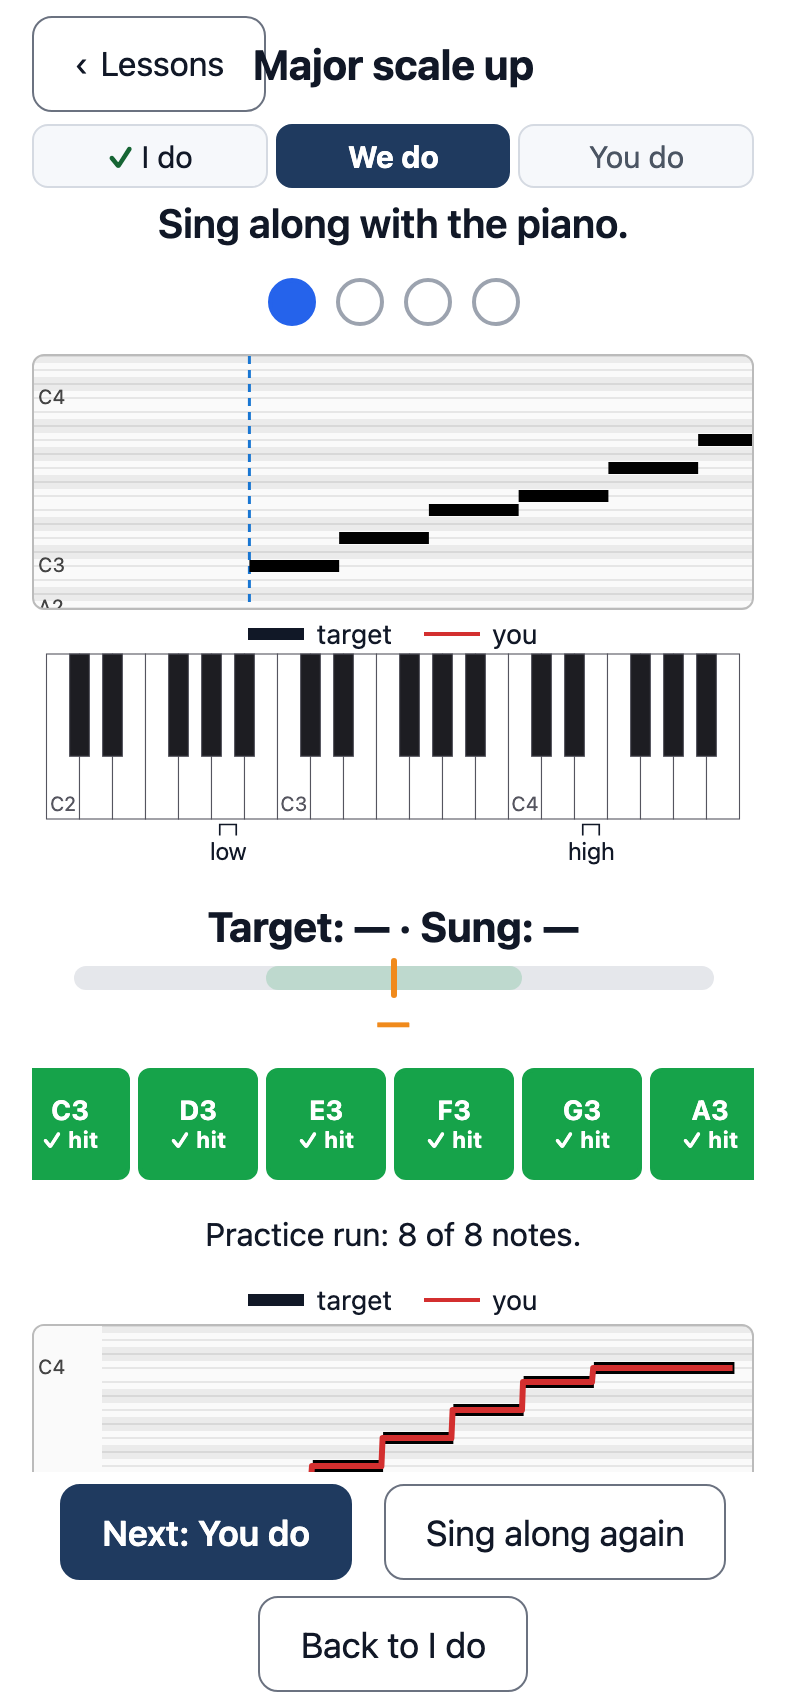 ‹ Lessons
Major scale up
✓ I do
We do
You do
Sing along with the piano.
C4
C3
A2
target
you
C2
C3
C4
low
high
Target: — · Sung: —
—
C3
✓ hit
D3
✓ hit
E3
✓ hit
F3
✓ hit
G3
✓ hit
A3
✓ hit
Practice run: 8 of 8 notes.
target
you
C4
Next: You do
Sing along again
Back to I do